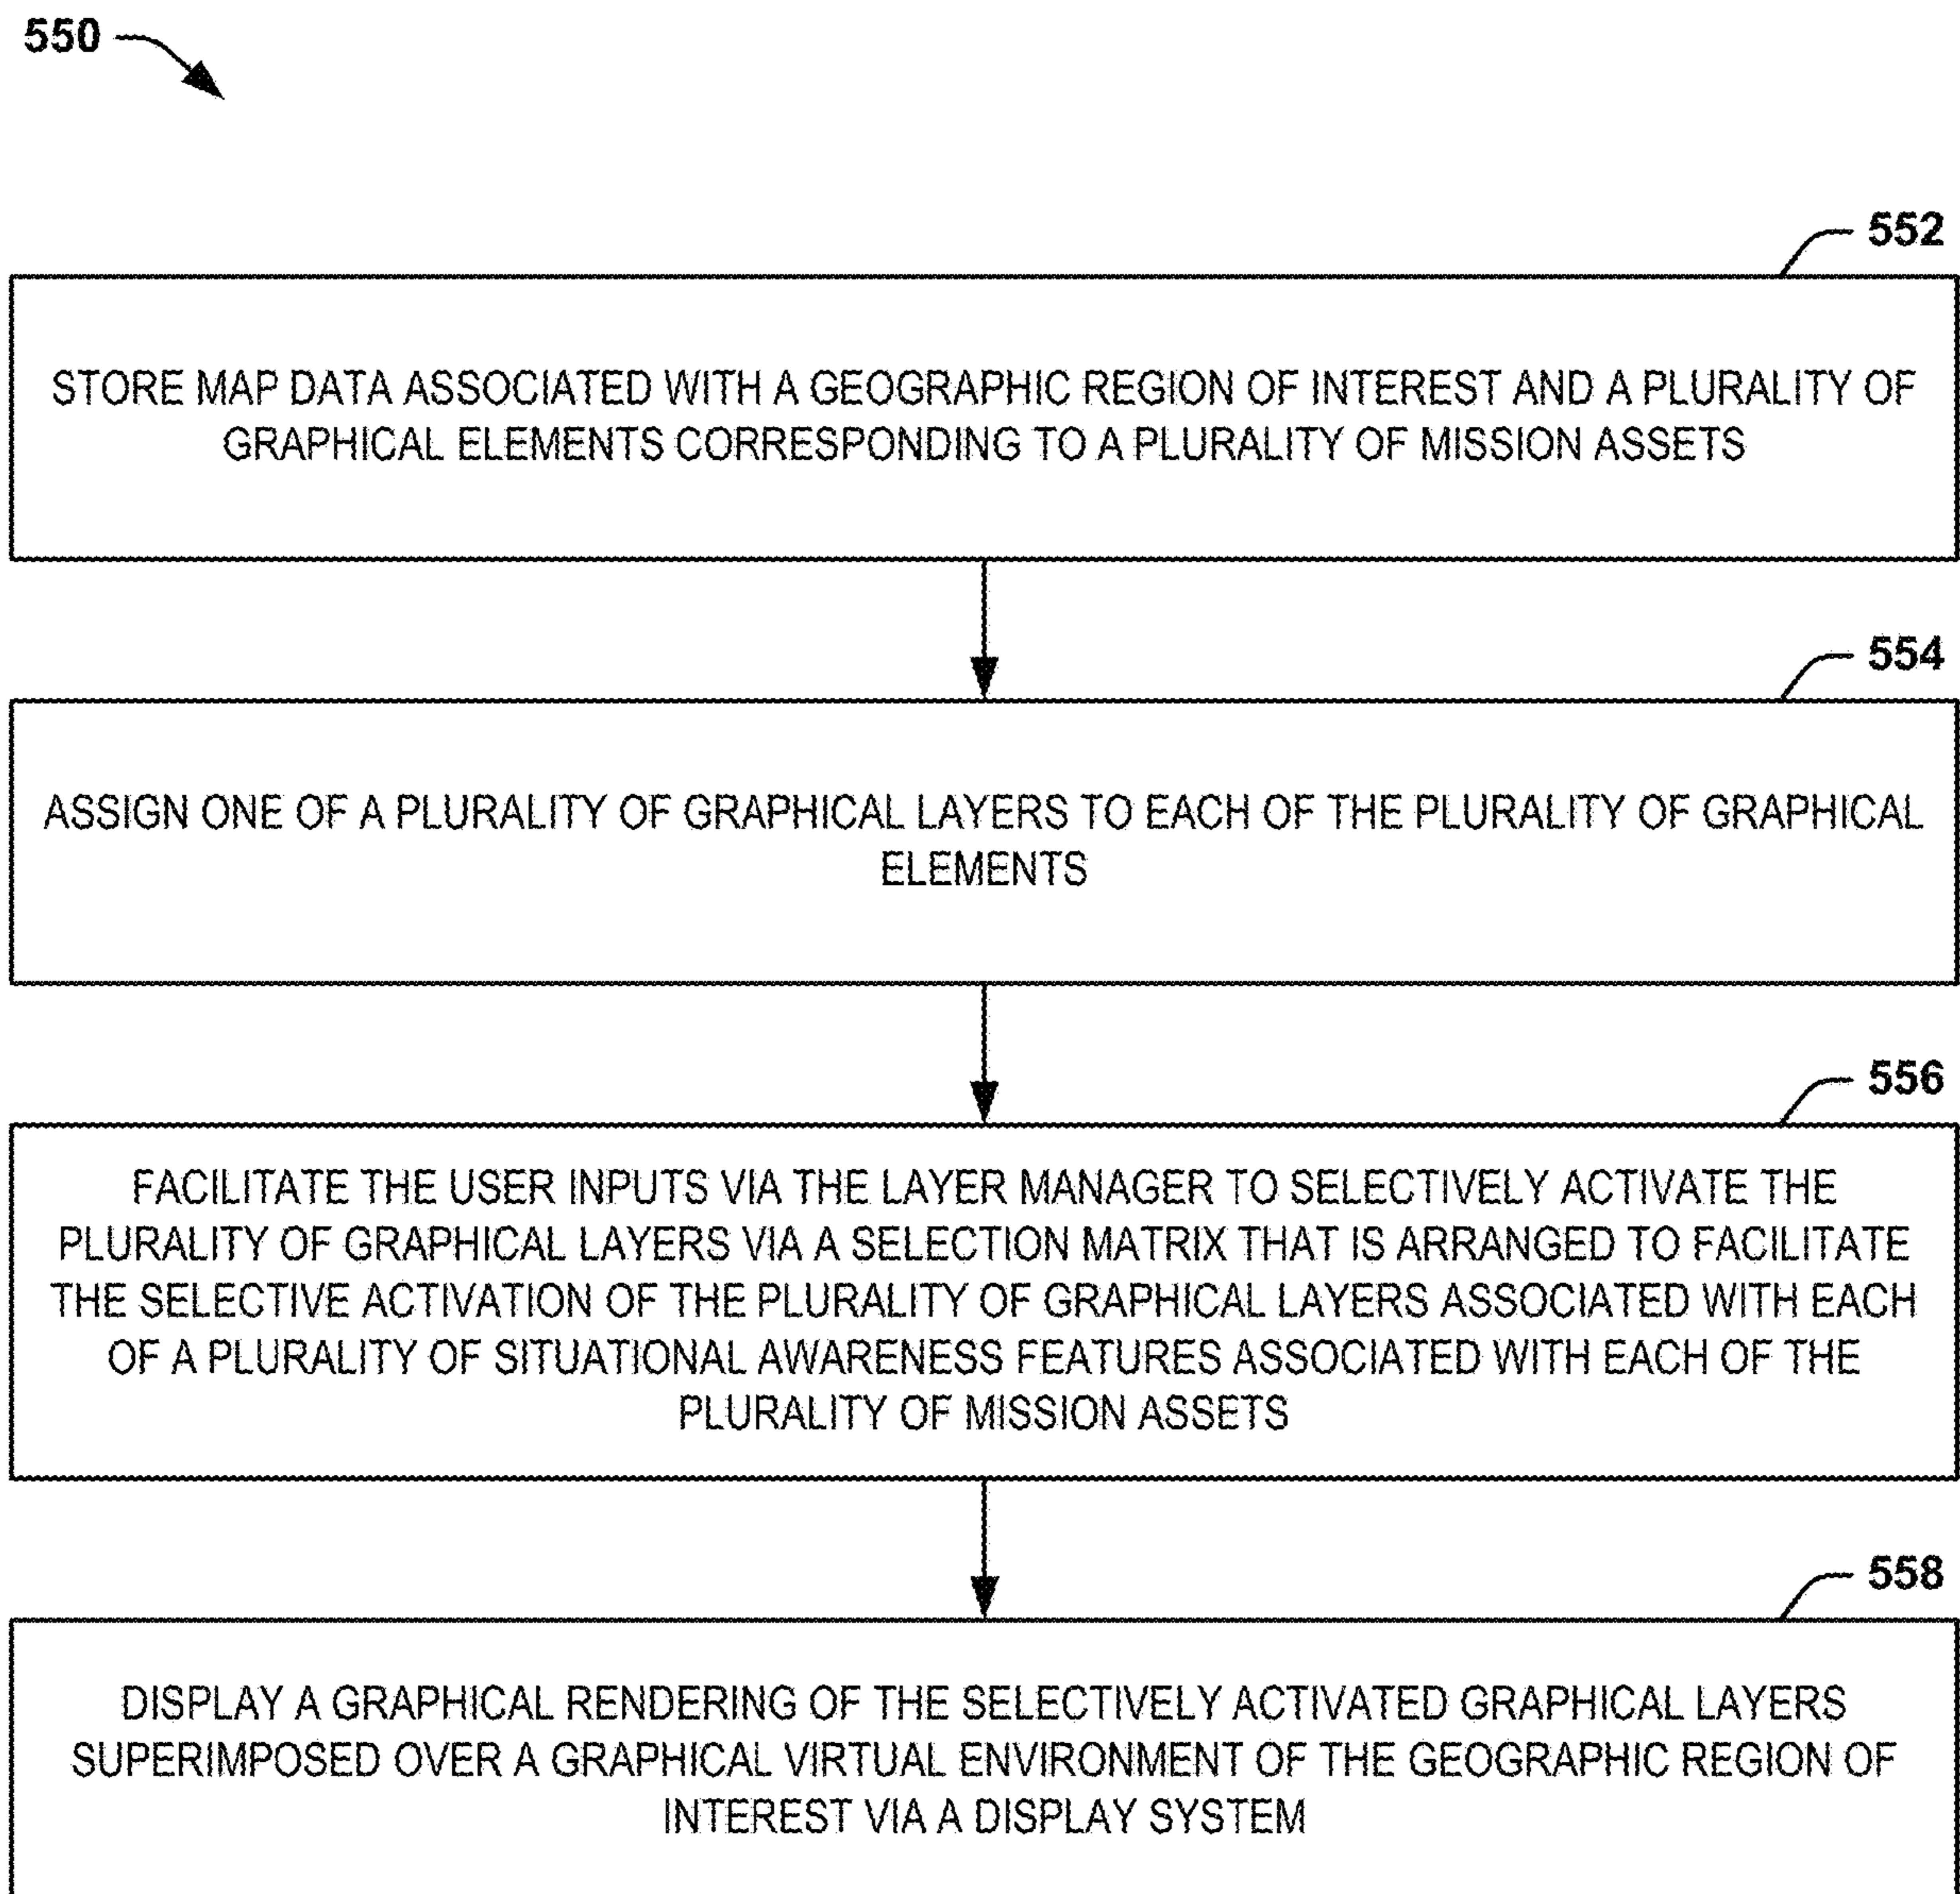 550
552
STORE MAP DATA ASSOCIATED WITH A GEOGRAPHIC REGION OF INTEREST AND A PLURALITY OF
GRAPHICAL ELEMENTS CORRESPONDING TO A PLURALITY OF MISSION ASSETS
554
ASSIGN ONE OF A PLURALITY OF GRAPHICAL LAYERS TO EACH OF THE PLURALITY OF GRAPHICAL
ELEMENTS
556
FACILITATE THE USER INPUTS VIA THE LAYER MANAGER TO SELECTIVELY ACTIVATE THE
PLURALITY OF GRAPHICAL LAYERS VIA A SELECTION MATRIX THAT IS ARRANGED TO FACILITATE
THE SELECTIVE ACTIVATION OF THE PLURALITY OF GRAPHICAL LAYERS ASSOCIATED WITH EACH
OF A PLURALITY OF SITUATIONAL AWARENESS FEATURES ASSOCIATED WITH EACH OF THE
PLURALITY OF MISSION ASSETS
558
DISPLAY A GRAPHICAL RENDERING OF THE SELECTIVELY ACTIVATED GRAPHICAL LAYERS
SUPERIMPOSED OVER A GRAPHICAL VIRTUAL ENVIRONMENT OF THE GEOGRAPHIC REGION OF
INTEREST VIA A DISPLAY SYSTEM